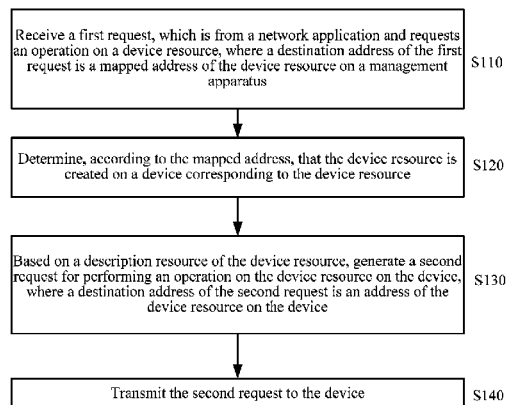 Receive a first request, which is from a network application and requests
an operation on a device resource, where a destination address of the first
request is a mapped address of the device resource on a management
apparatus
S110
Determine, according to the mapped address, that the device resource is
created on a device corresponding to the device resource
S120
Based on a description resource of the device resource, generate a second
request for performing an operation on the device resource on the device,
where a destination address of the second request is an address of the
device resource on the device
S130
Transmit the second request to the device
S140